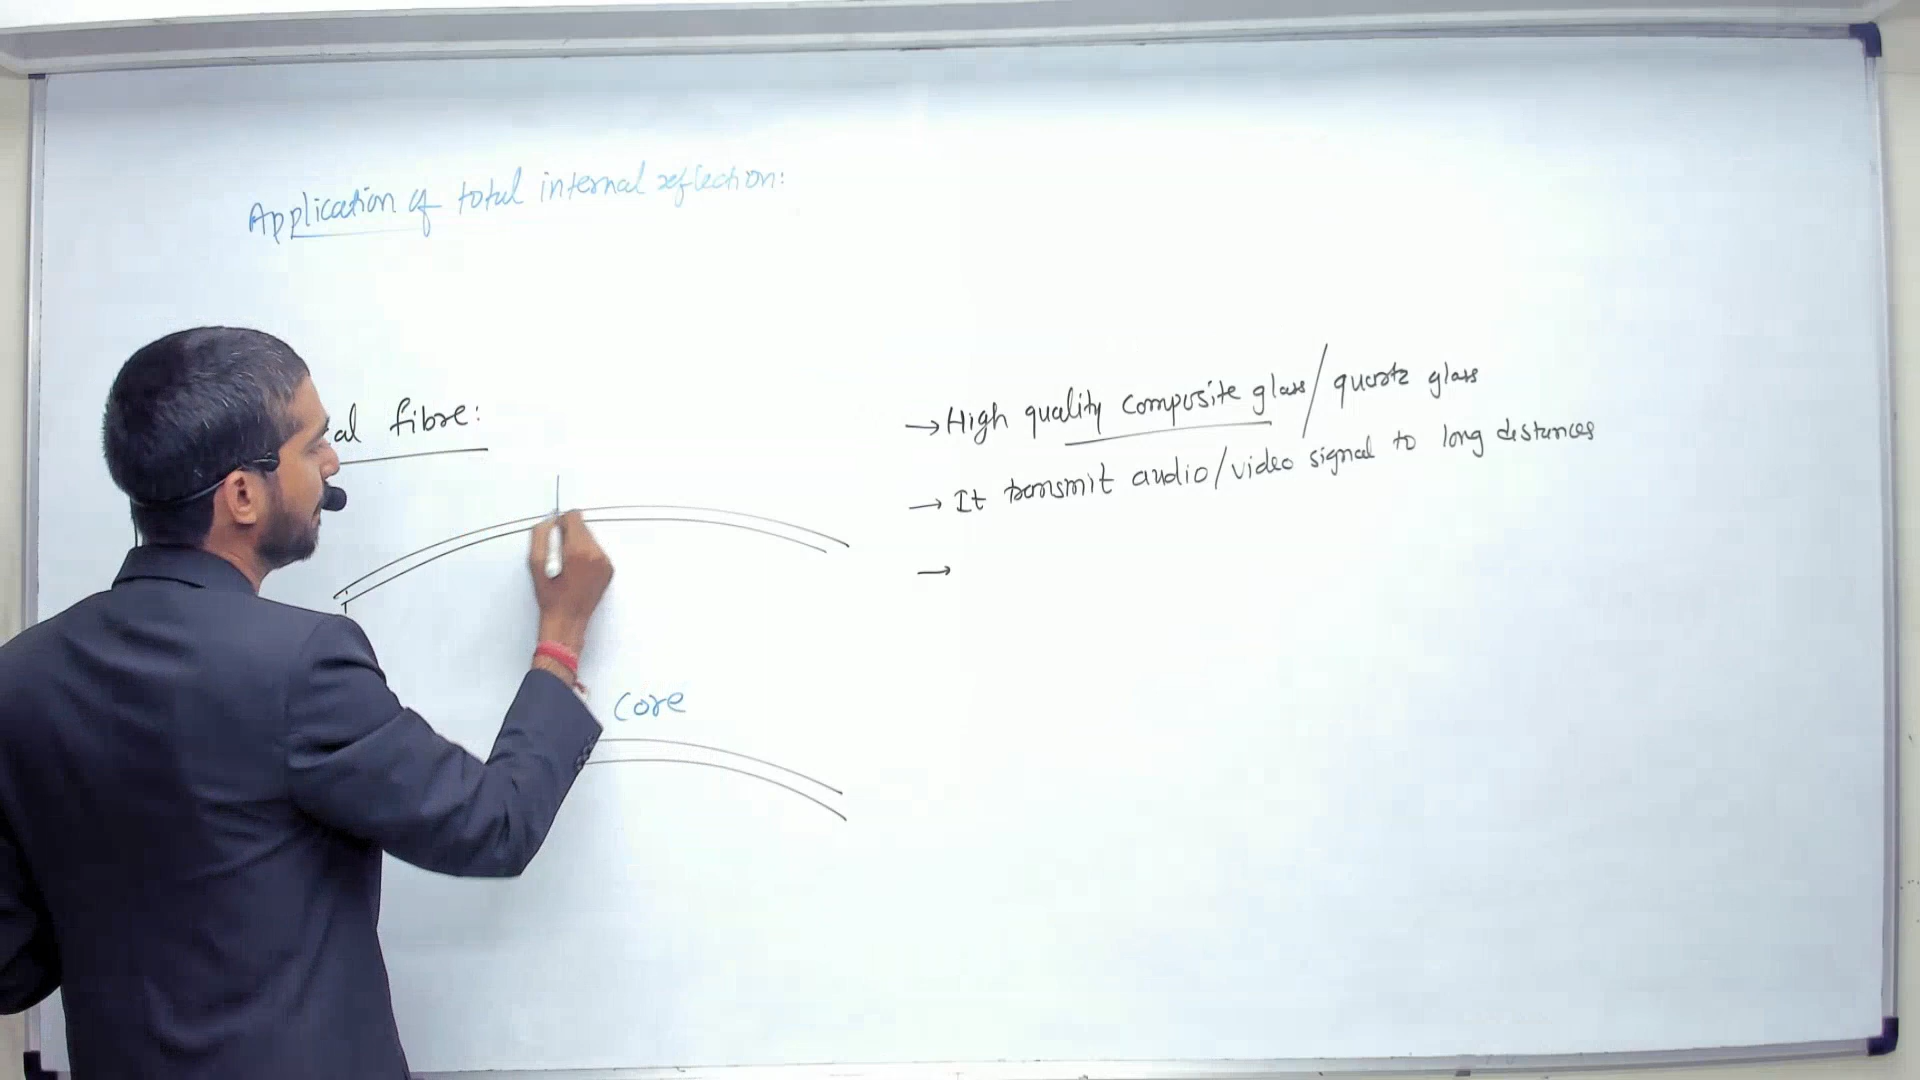 Application of total internal reflection:
al fibre:
→ High quality composite glass / quartz glass
→ It transmit audio/video signal to long distances
→
Core